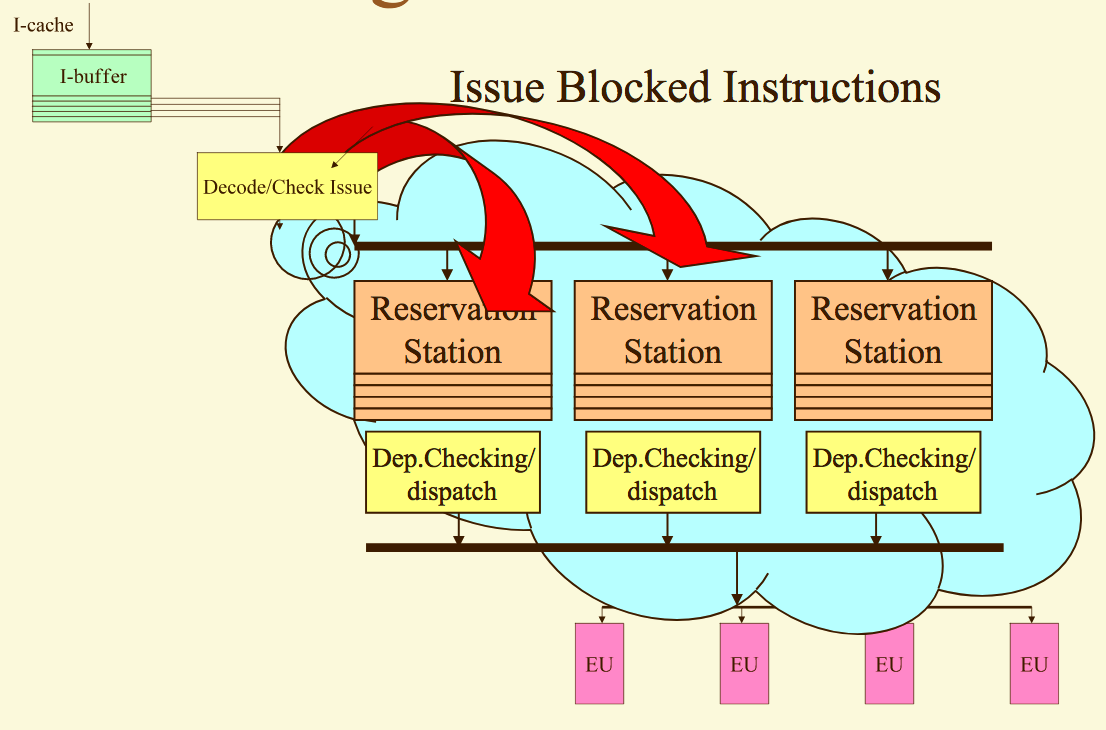 I-cache
I-buffer
Issue Blocked Instructions
Decode/Check Issue
Reservation
Station
Reservation
Station
Reservation
Station
Dep.Checking/
dispatch
Dep.Checking/
dispatch
Dep.Checking/
dispatch
EU
EU
EU
EU